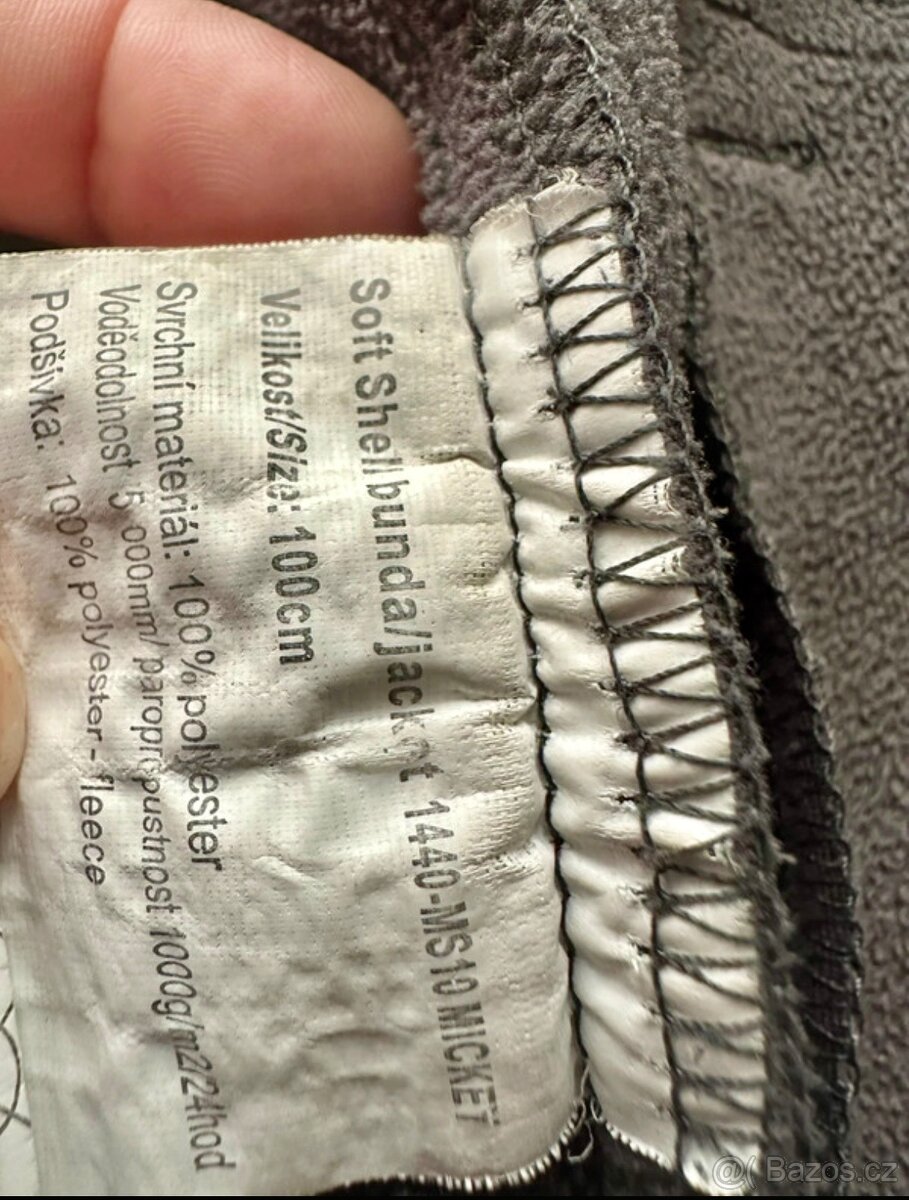 Soft Shell bunda/jacket 1440-MS10 MICKEY
Velikost/Size: 100cm
Svrchní materiál: 100% polyester
Voděodolnost 5 000mm/ paropropustnost 1000g/m2/24hod
Podšívka: 100% polyester- fleece
@( Bazos.cz